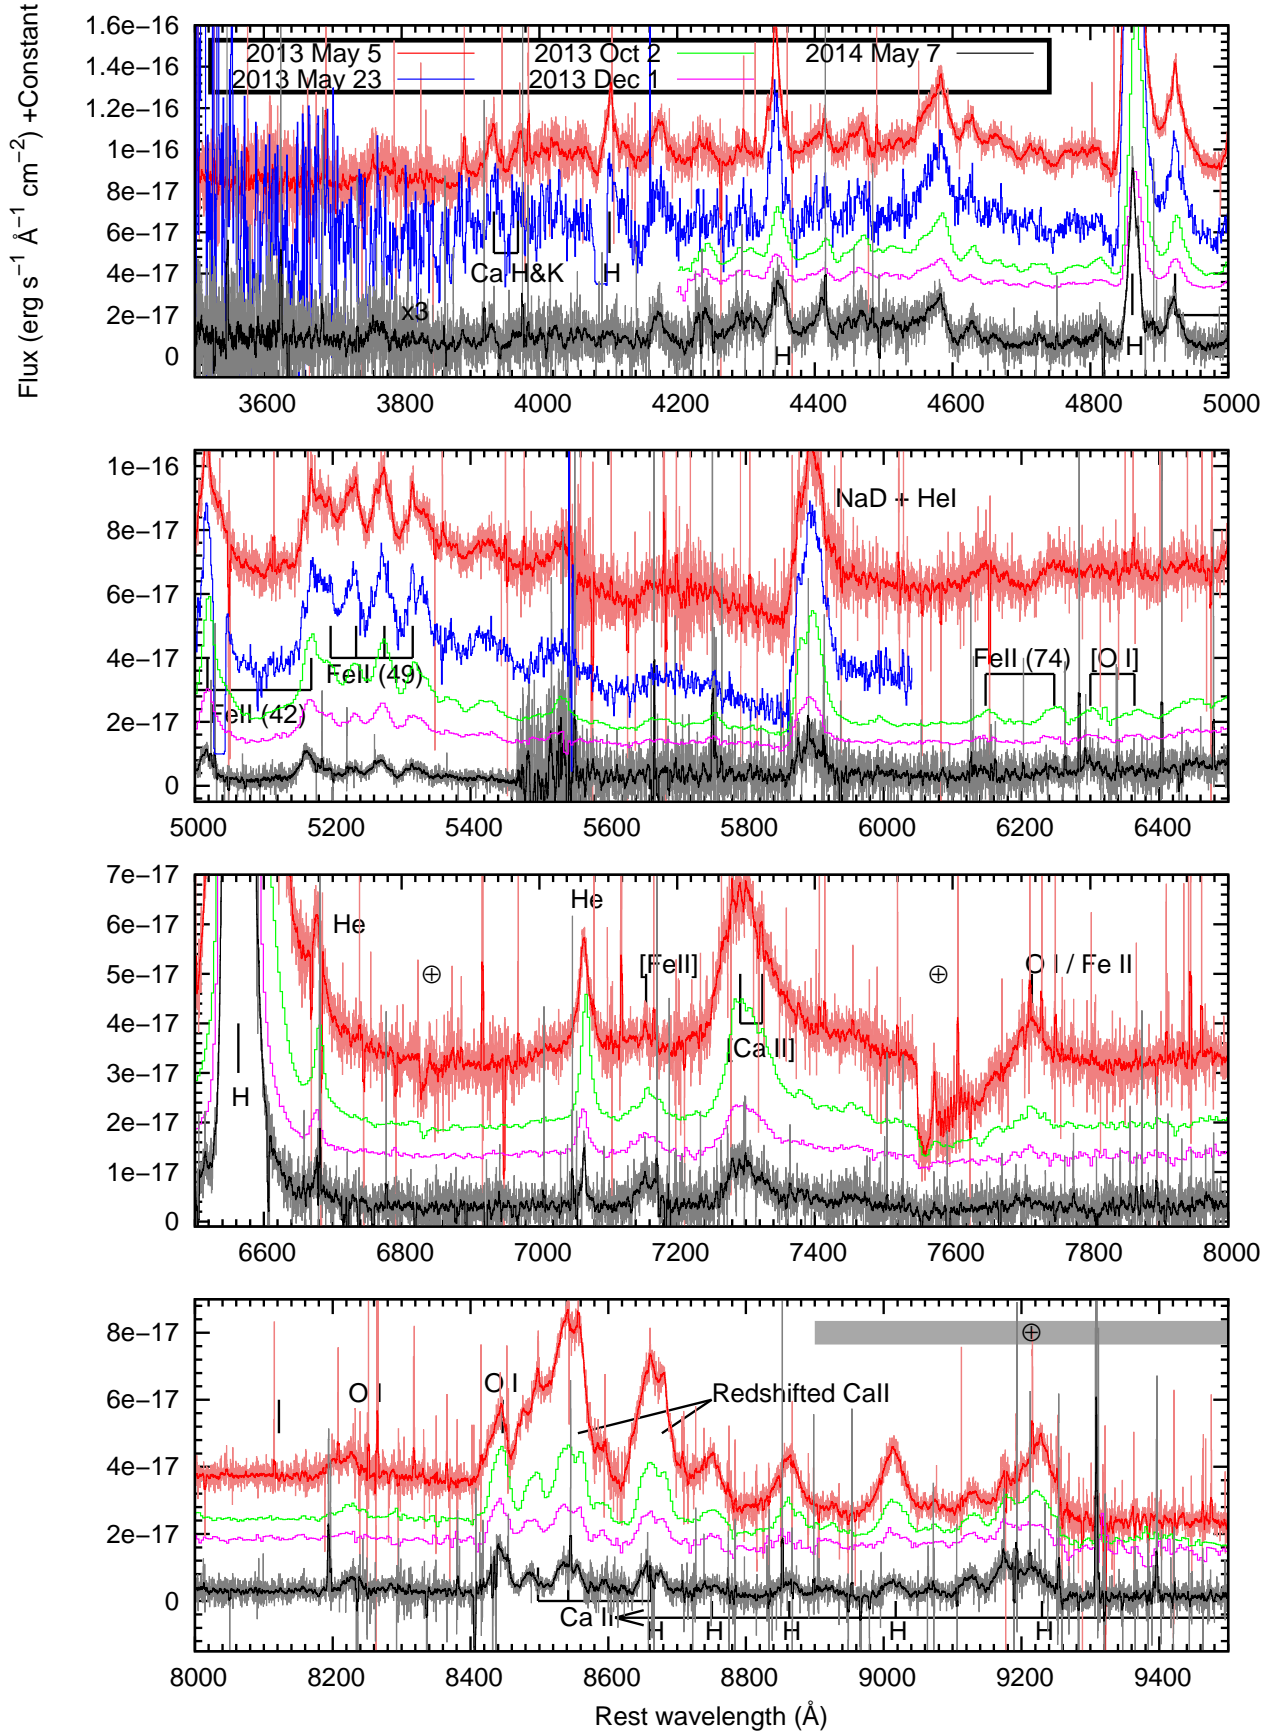 Flux (erg s−1 Å−1 cm−2) +Constant
1.6e−16
1.4e−16
1.2e−16
1e−16
8e−17
6e−17
4e−17
2e−17
0
2013 May 5
2013 Oct 2
2014 May 7
2013 May 23
2013 Dec 1
Ca H&K
H
x3
H
H
3600 3800 4000 4200 4400 4600 4800 5000
1e−16
8e−17
6e−17
4e−17
2e−17
0
NaD + HeI
FeII (49)
FeII (42)
FeII (74)
[O I]
5000 5200 5400 5600 5800 6000 6200 6400
7e−17
6e−17
5e−17
4e−17
3e−17
2e−17
1e−17
0
He
He
⊕
[FeII]
⊕
O I / Fe II
[Ca II]
H
6600 6800 7000 7200 7400 7600 7800 8000
8e−17
6e−17
4e−17
2e−17
0
⊕
O I
O I
Redshifted CaII
I
Ca II
H H H H H
8000 8200 8400 8600 8800 9000 9200 9400
Rest wavelength (Å)